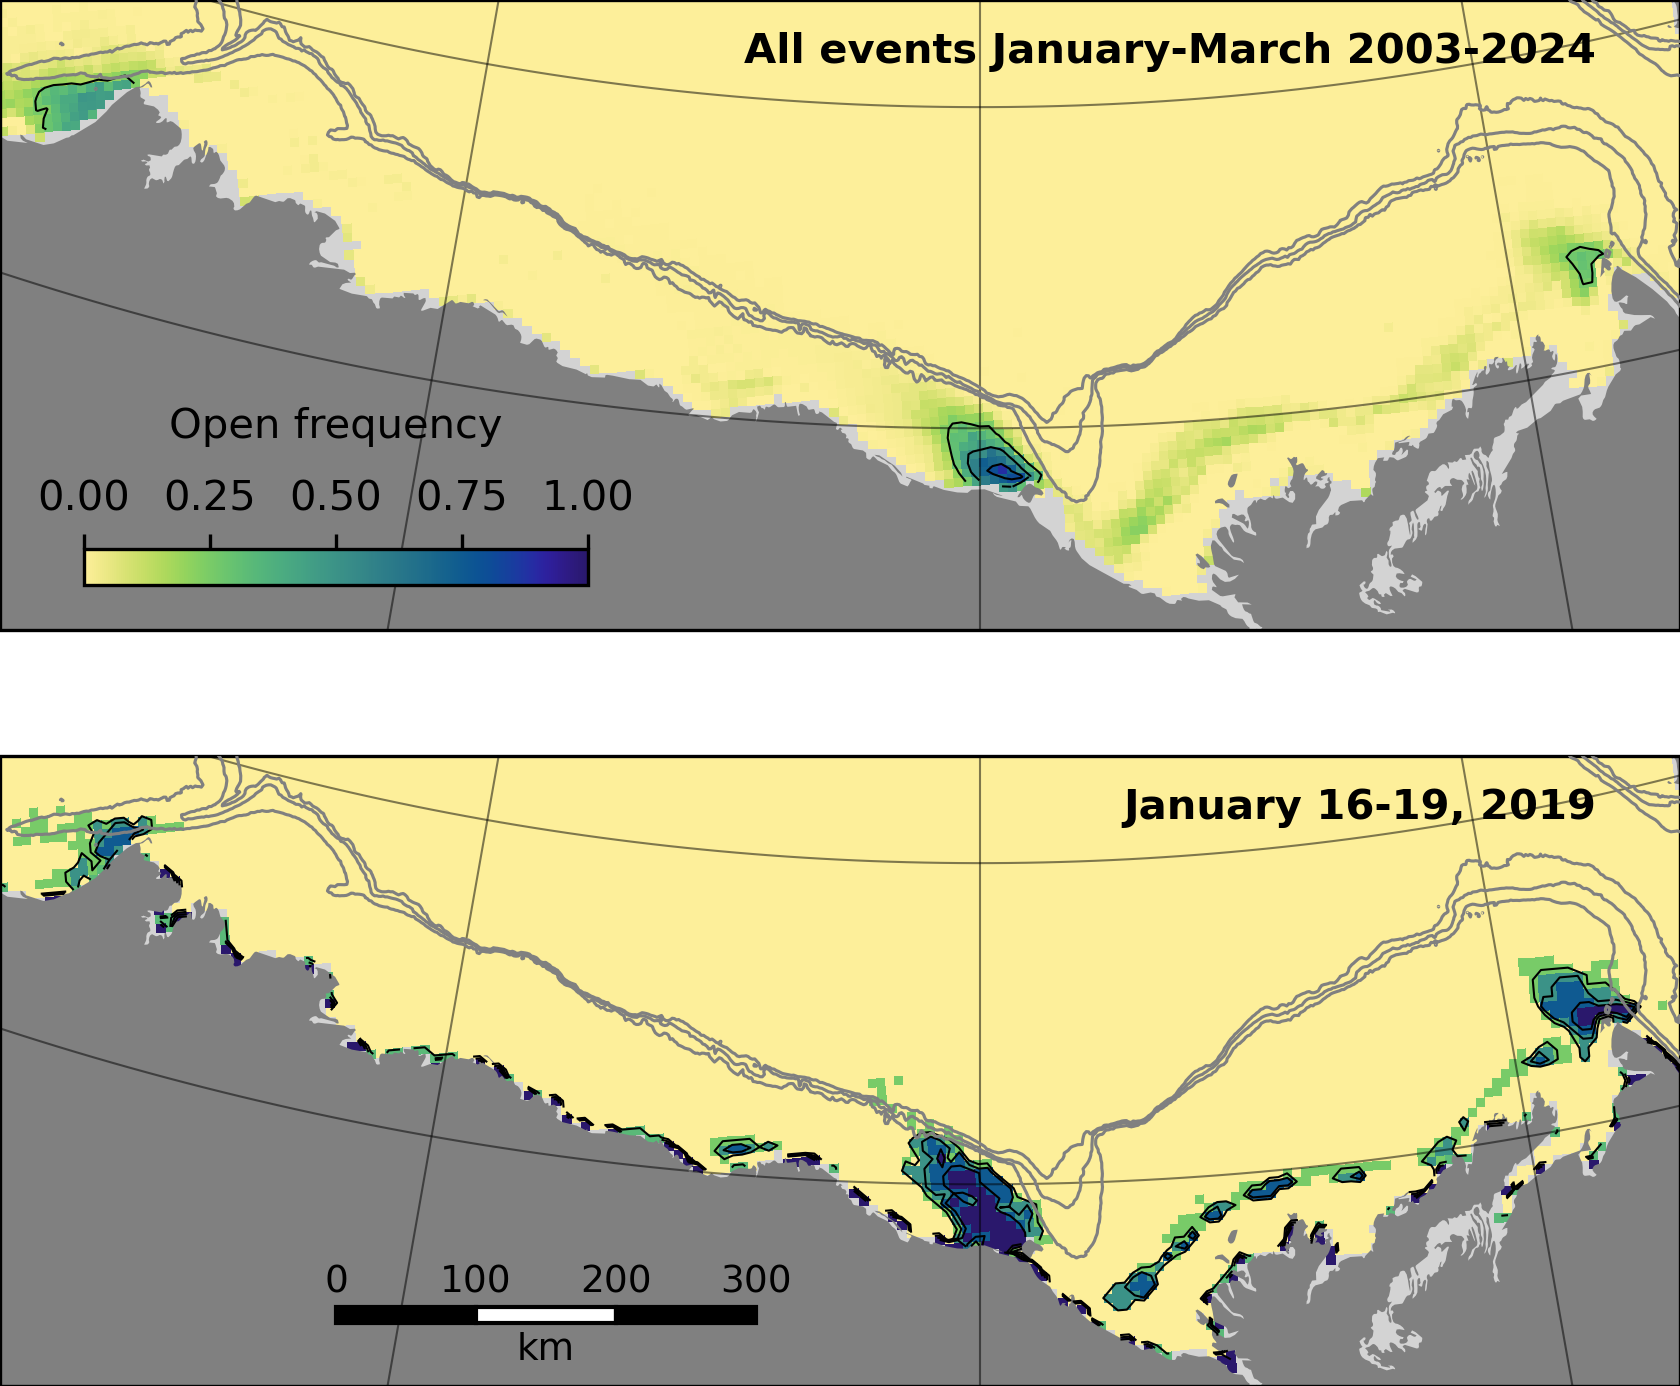 All events January-March 2003-2024
Open frequency
0.00 0.25 0.50 0.75 1.00
January 16-19, 2019
0 100 200 300
km